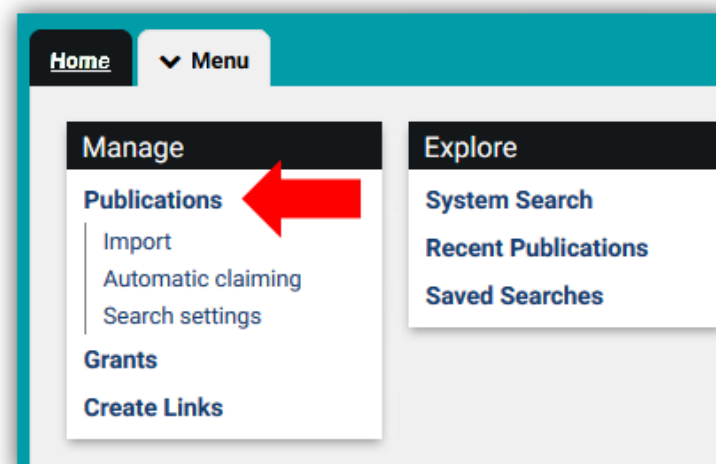 Home
Menu
Manage
Publications
Import
Automatic claiming
Search settings
Grants
Create Links
Explore
System Search
Recent Publications
Saved Searches